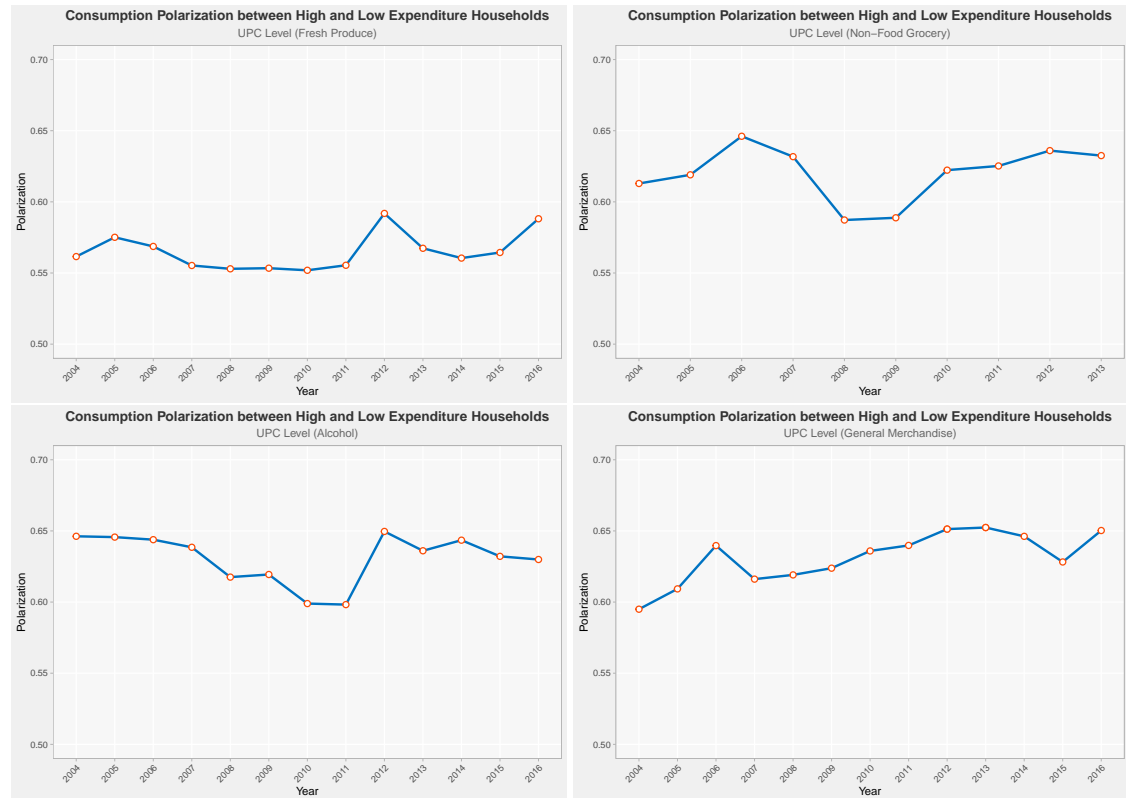 Consumption Polarization between High and Low Expenditure Households
UPC Level (Fresh Produce)
0.70
0.65
0.60
0.55
0.50
Polarization
2004 2005 2006 2007 2008 2009 2010 2011 2012 2013 2014 2015 2016
Year
Consumption Polarization between High and Low Expenditure Households
UPC Level (Non−Food Grocery)
0.70
0.65
0.60
0.55
0.50
Polarization
2004 2005 2006 2007 2008 2009 2010 2011 2012 2013
Year
Consumption Polarization between High and Low Expenditure Households
UPC Level (Alcohol)
0.70
0.65
0.60
0.55
0.50
Polarization
2004 2005 2006 2007 2008 2009 2010 2011 2012 2013 2014 2015 2016
Year
Consumption Polarization between High and Low Expenditure Households
UPC Level (General Merchandise)
0.70
0.65
0.60
0.55
0.50
Polarization
2004 2005 2006 2007 2008 2009 2010 2011 2012 2013 2014 2015 2016
Year